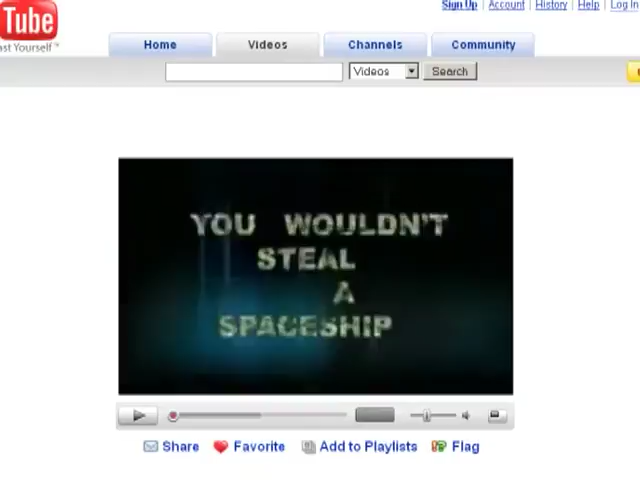 Sign Up | Account | History | Help | Log In
Tube
ast Yourself™
Home Videos Channels Community
Videos Search
YOU WOULDN'T
STEAL
A
SPACESHIP
Share Favorite Add to Playlists Flag